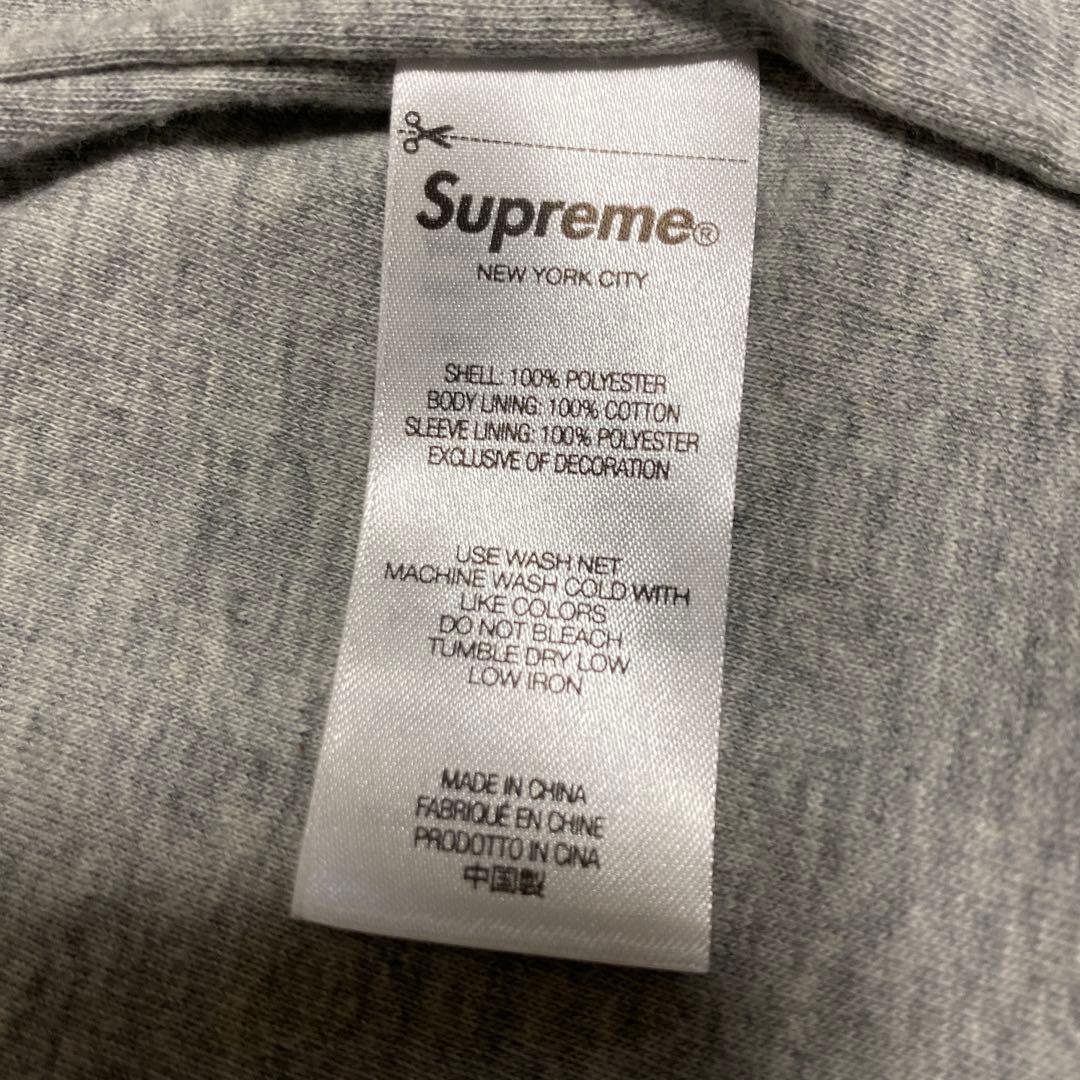 Supreme®
NEW YORK CITY
SHELL: 100% POLYESTER
BODY LINING: 100% COTTON
SLEEVE LINING: 100% POLYESTER
EXCLUSIVE OF DECORATION
USE WASH NET
MACHINE WASH COLD WITH
LIKE COLORS
DO NOT BLEACH
TUMBLE DRY LOW
LOW IRON
MADE IN CHINA
FABRIQUÉ EN CHINE
PRODOTTO IN CINA
中国製